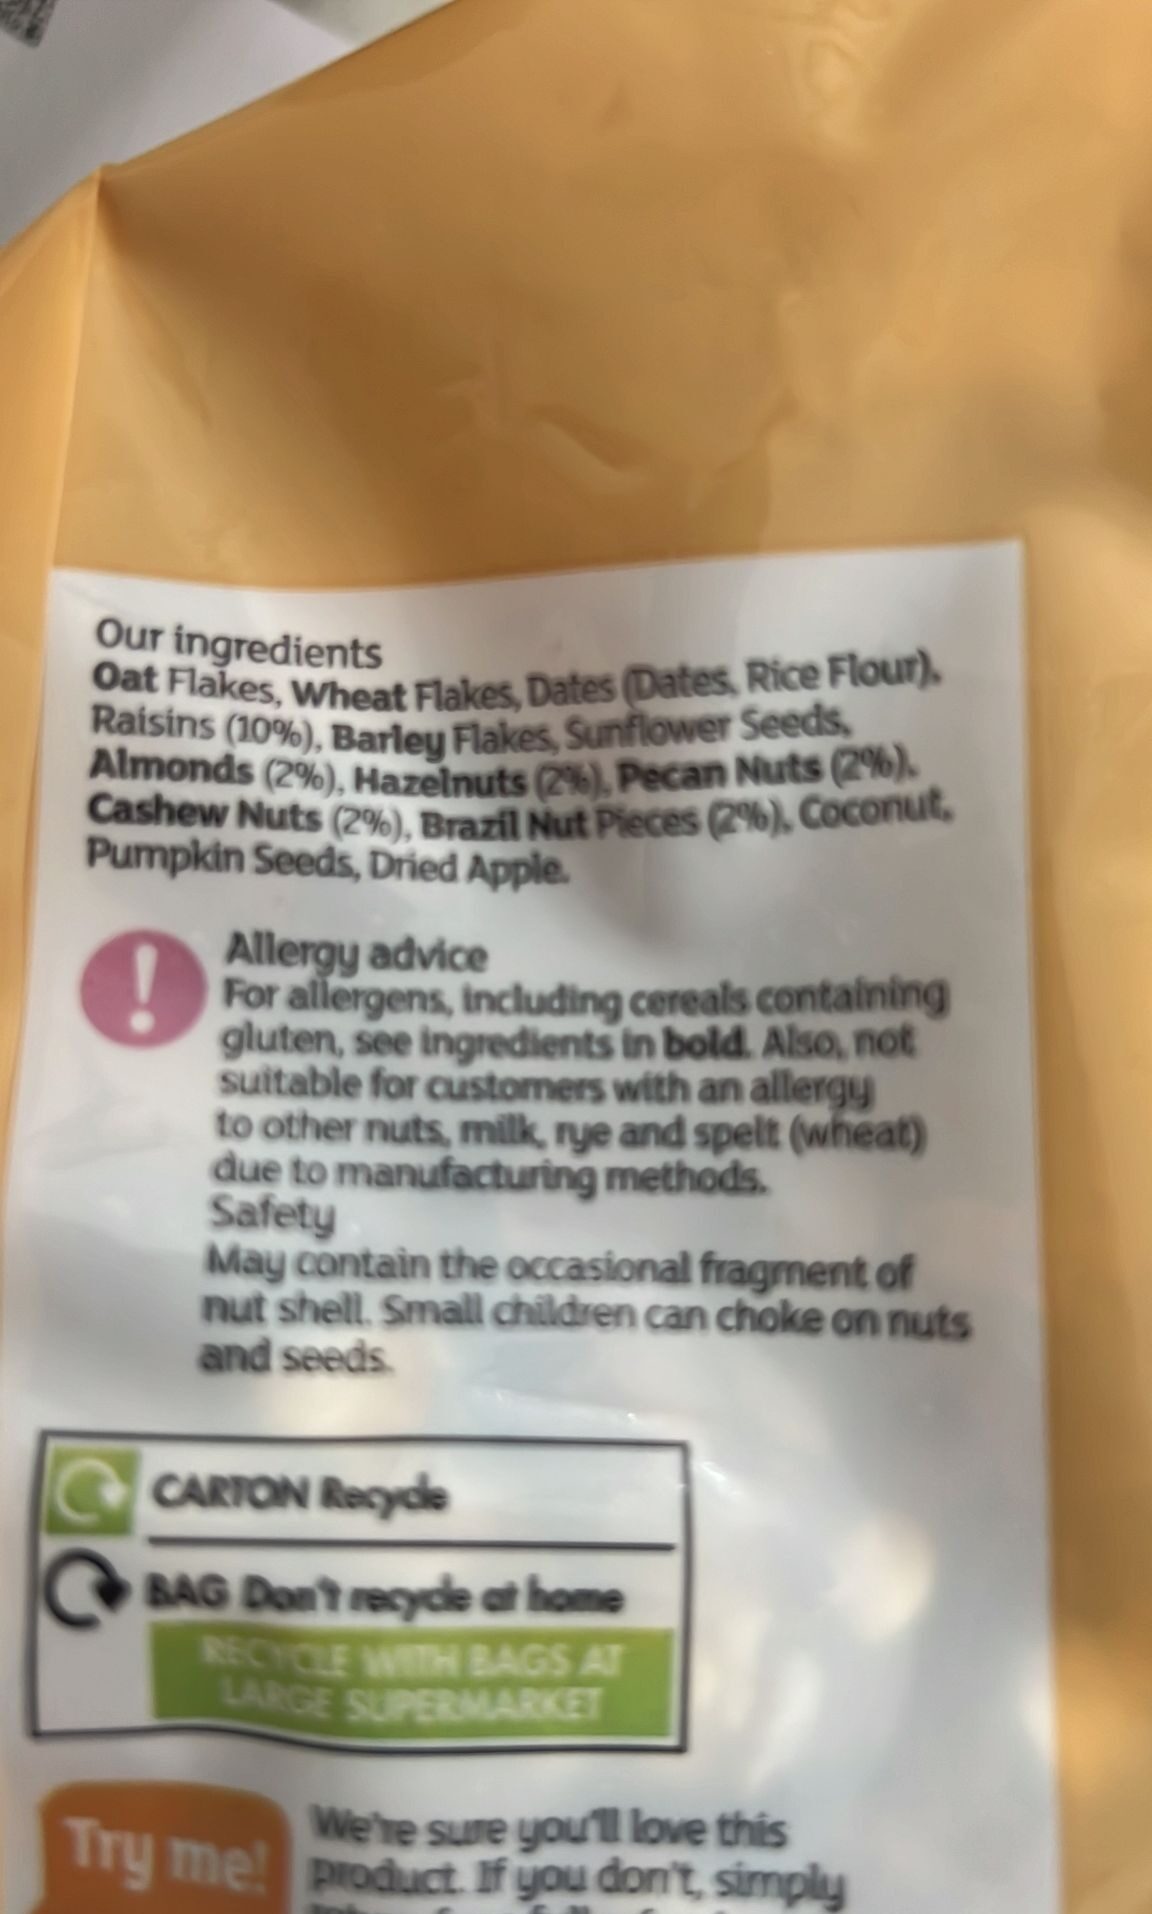 Our ingredients
Oat Flakes, Wheat Flakes, Dates (Dates, Rice Flour),
Raisins (10%), Barley Flakes, Sunflower Seeds,
Almonds (2%), Hazelnuts (2%), Pecan Nuts (2%),
Cashew Nuts (2%), Brazil Nut Pieces (2%), Coconut,
Pumpkin Seeds, Dried Apple.
Allergy advice
For allergens, including cereals containing
gluten, see ingredients in bold. Also, not
suitable for customers with an allergy
to other nuts, milk, rye and spelt (wheat)
due to manufacturing methods.
Safety
May contain the occasional fragment of
nut shell. Small children can choke on nuts
and seeds.
CARTON Recycle
BAG Don't recycle at home
RECYCLE WITH BAGS AT
LARGE SUPERMARKET
Try me!
We're sure you'll love this
product. If you don't, simply